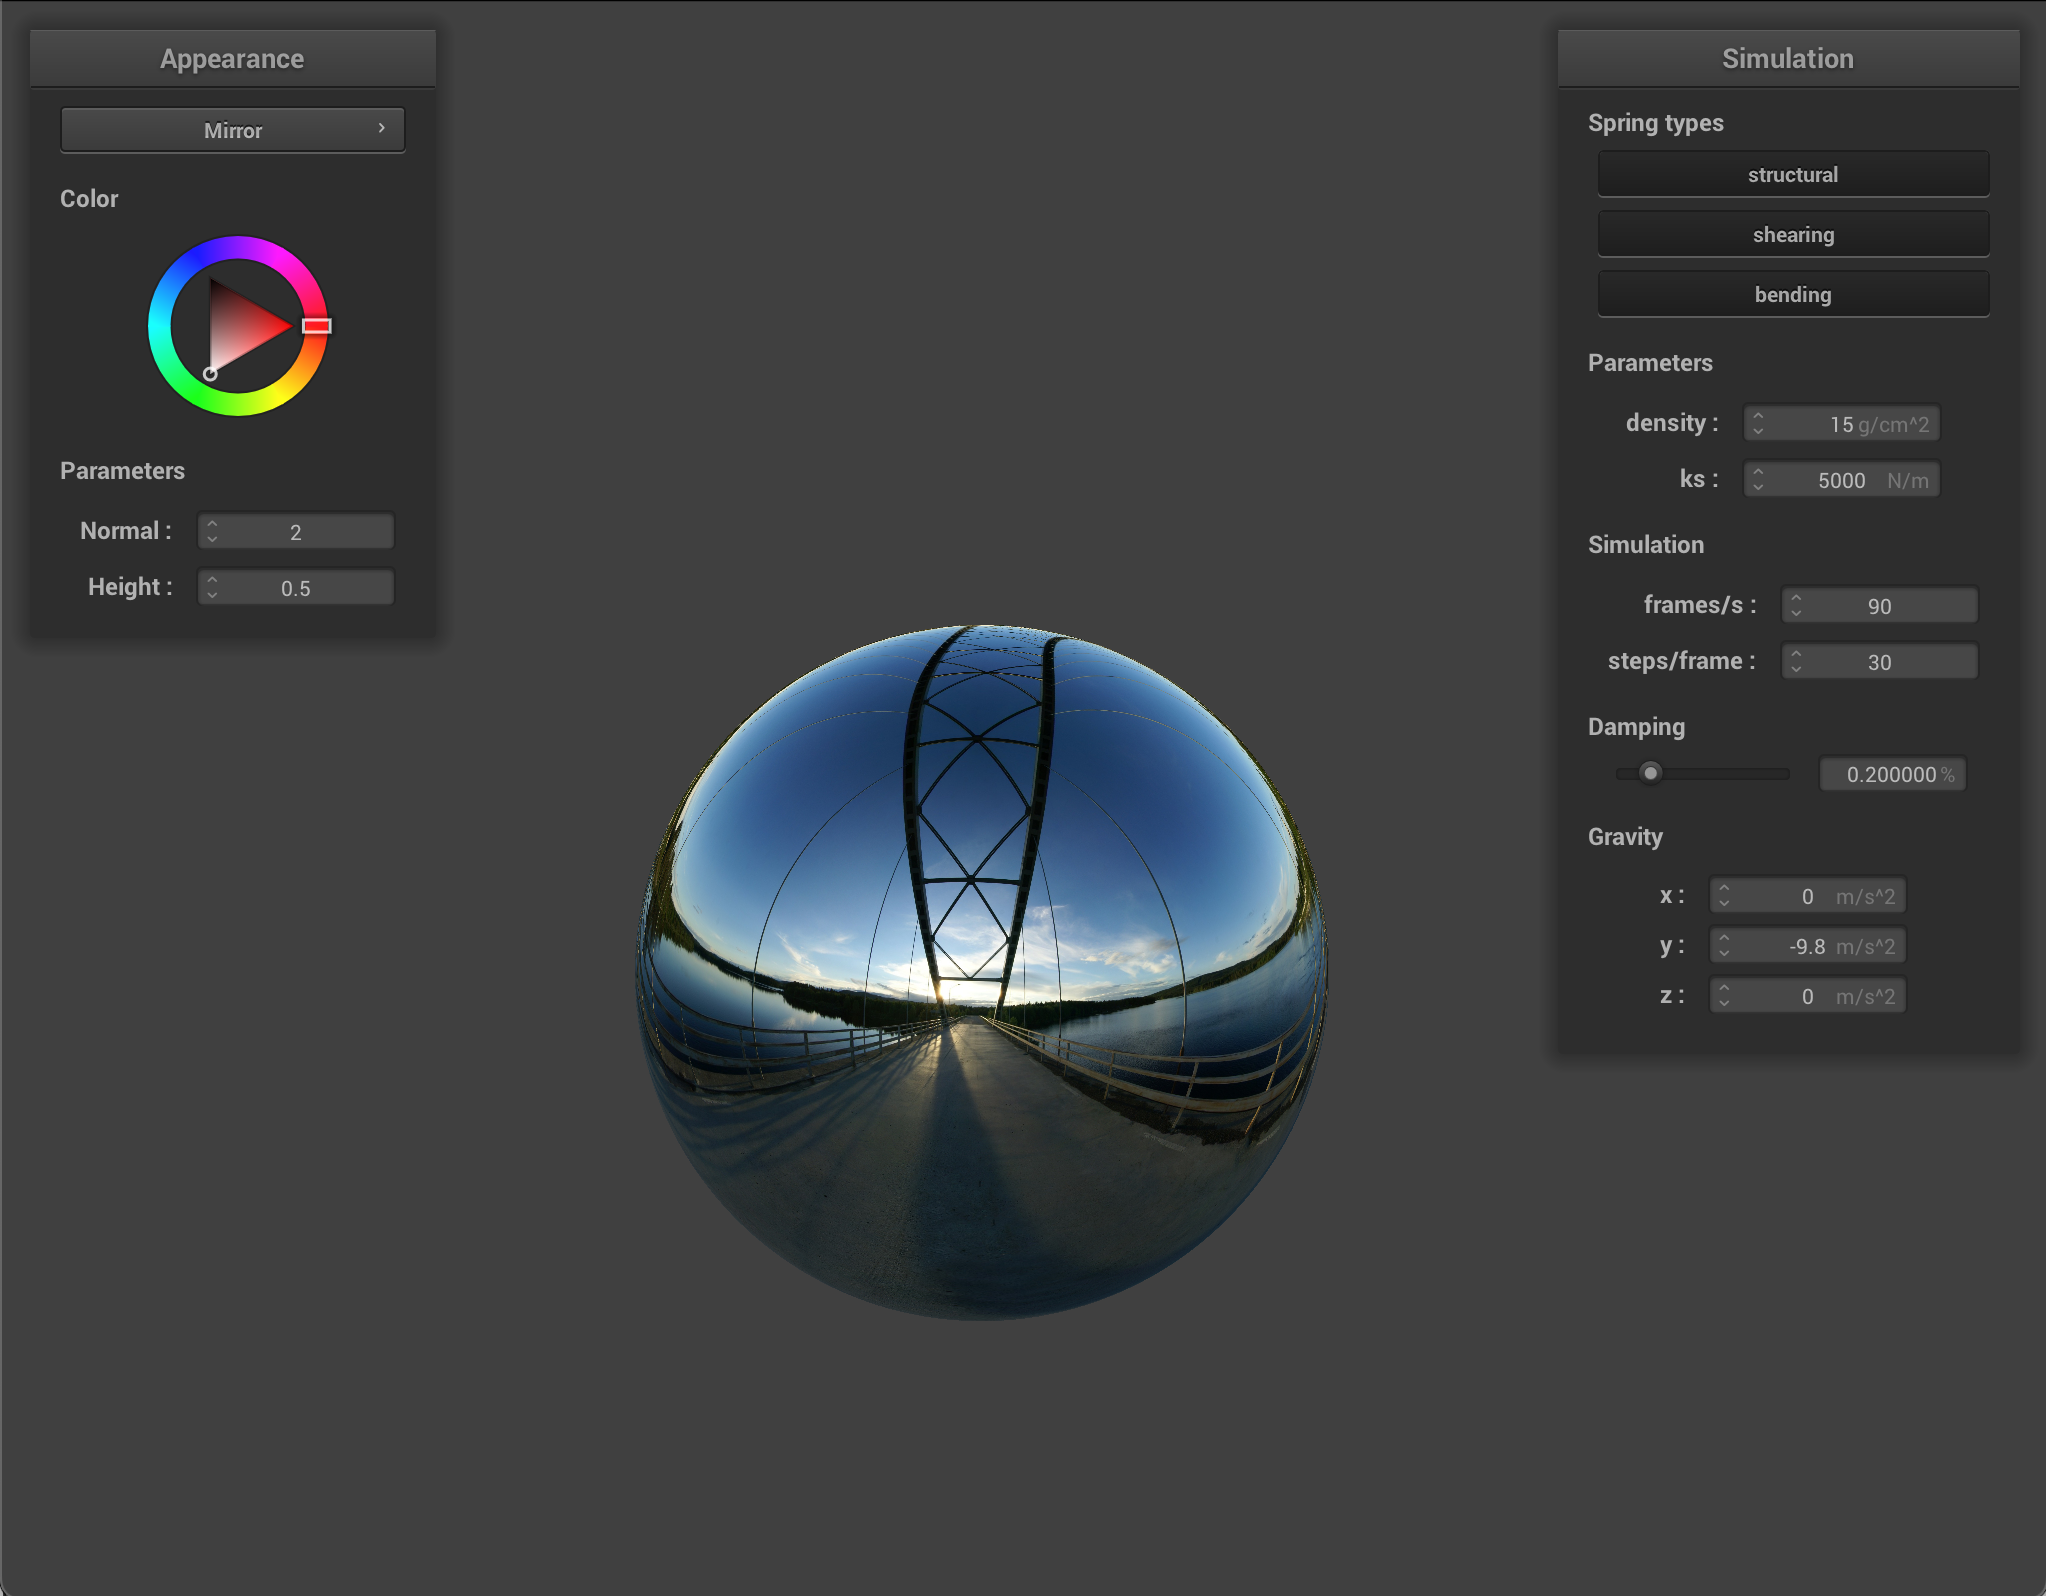 Appearance
Mirror
Color
Parameters
Normal : 2
Height : 0.5
Simulation
Spring types
structural
shearing
bending
Parameters
density : 15 g/cm^2
ks : 5000 N/m
Simulation
frames/s : 90
steps/frame : 30
Damping
0.200000 %
Gravity
x : 0 m/s^2
y : -9.8 m/s^2
z : 0 m/s^2